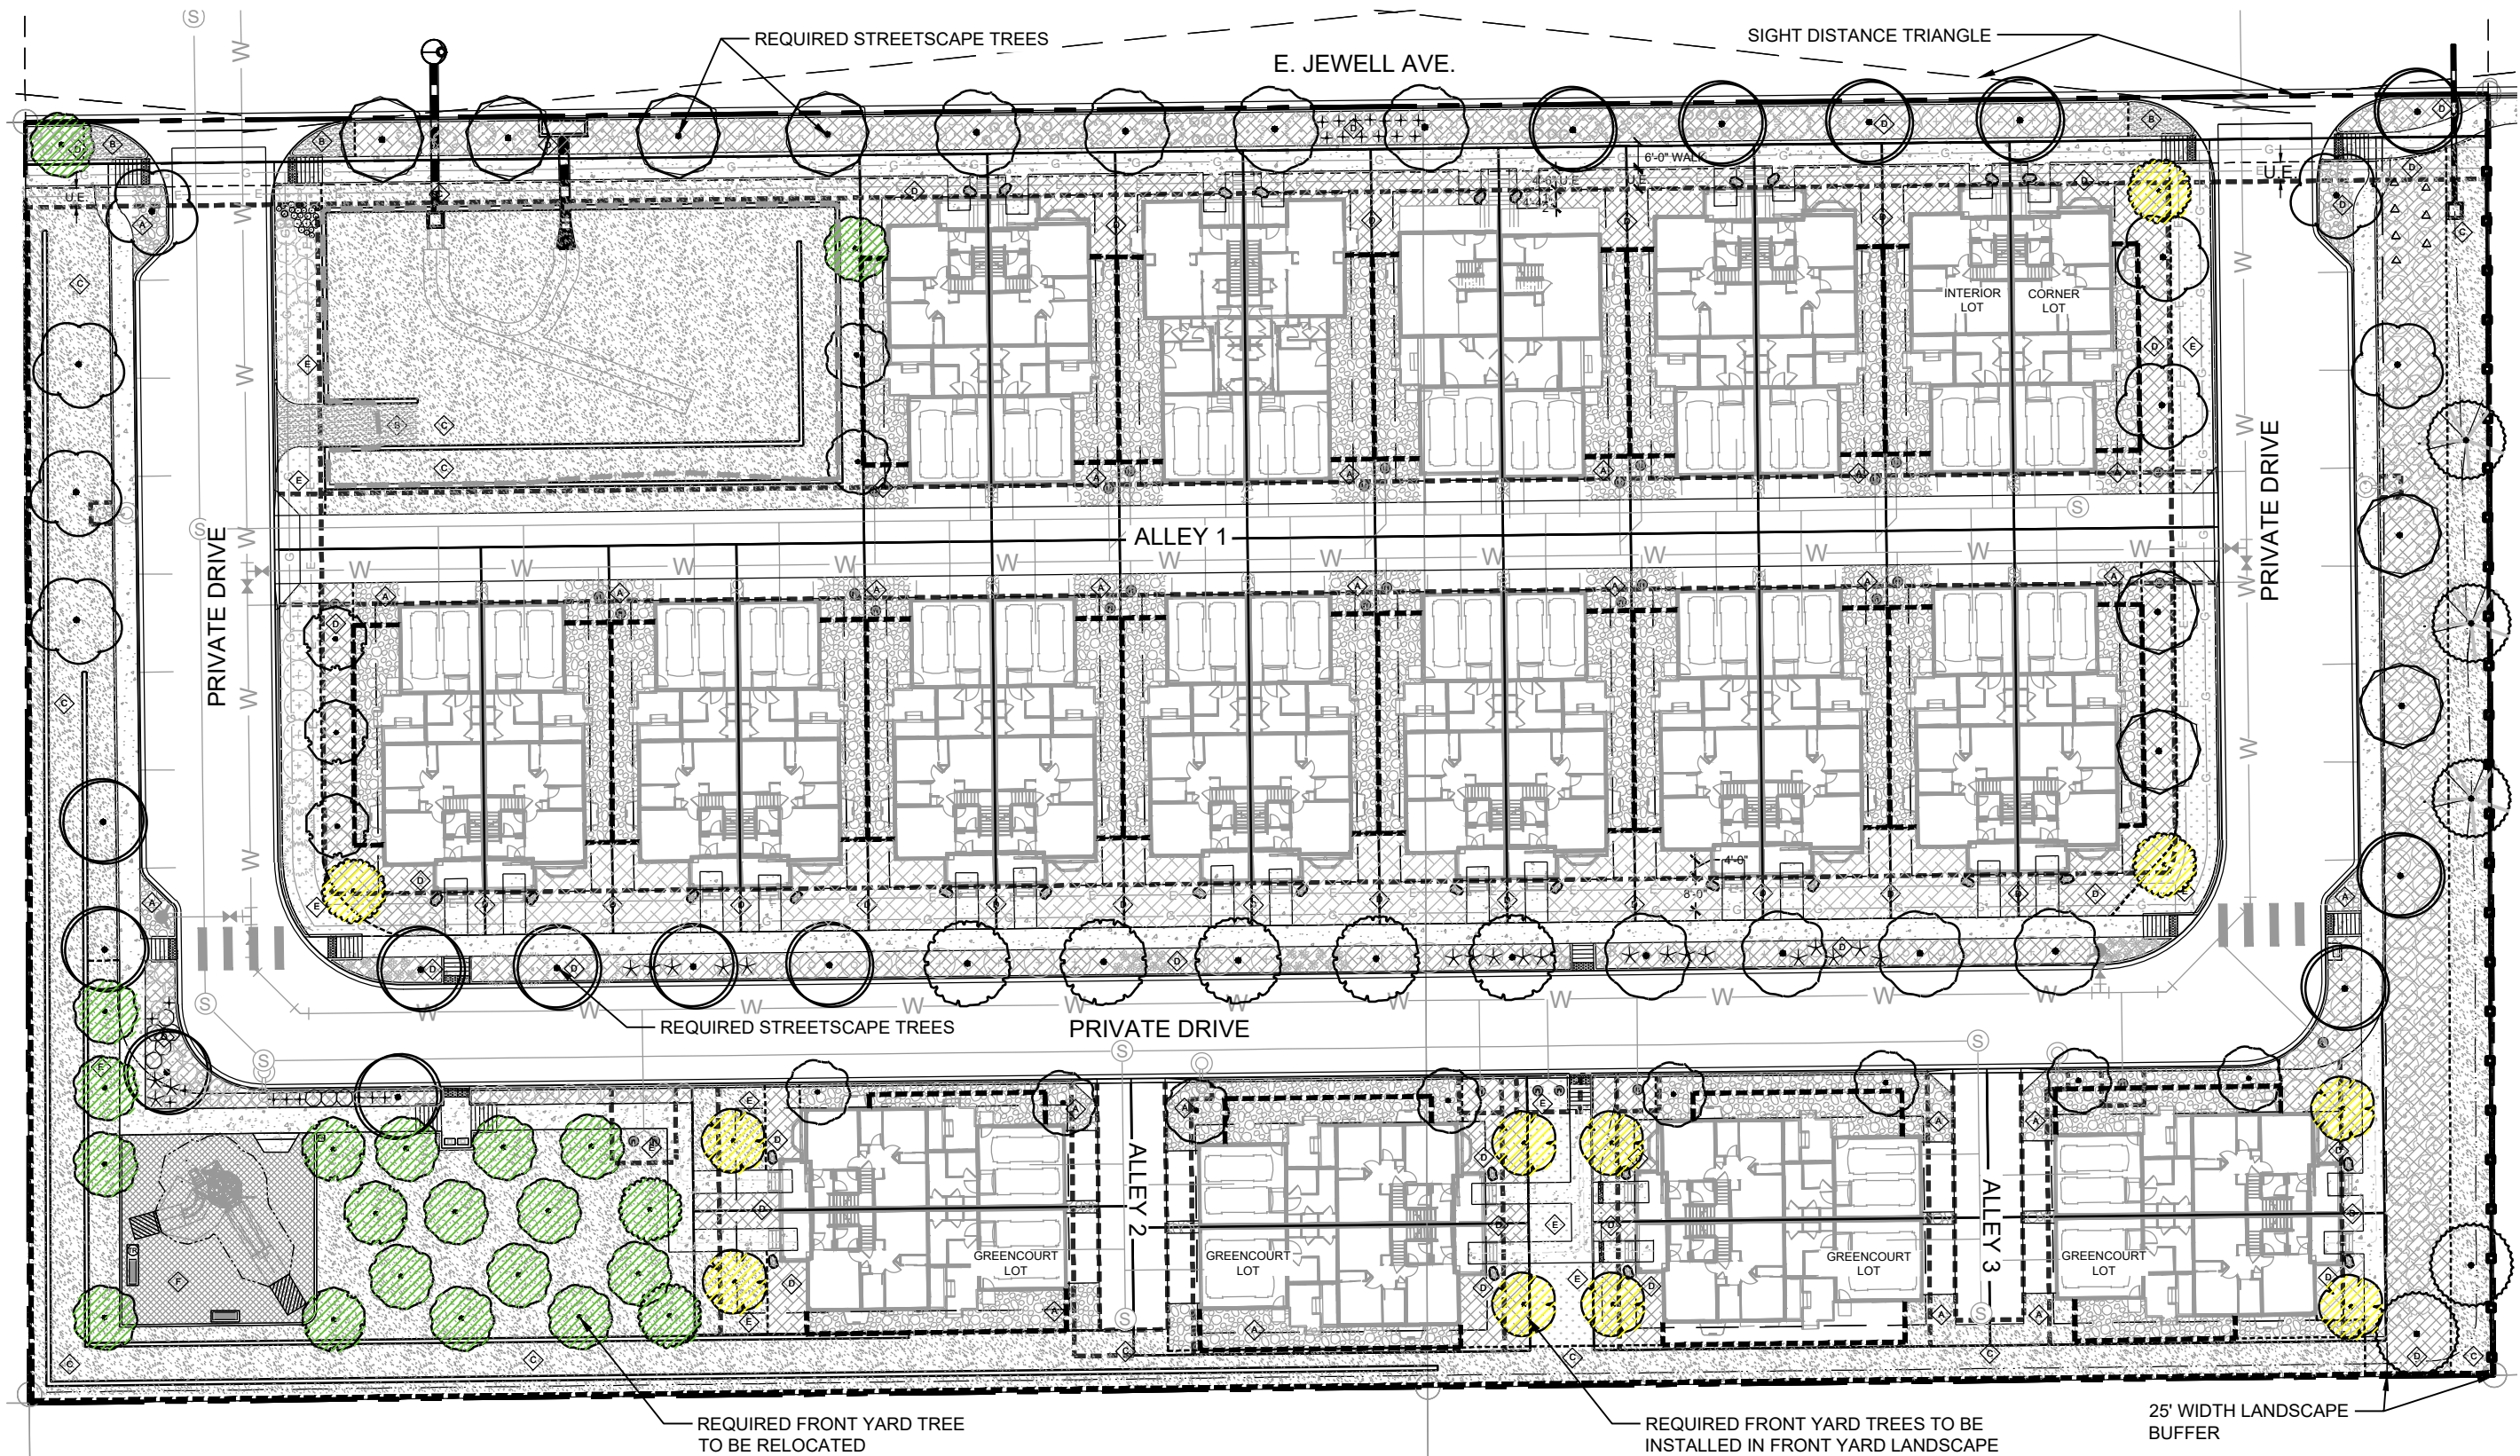 REQUIRED STREETSCAPE TREES
E. JEWELL AVE.
SIGHT DISTANCE TRIANGLE
6'-0" WALK
U.E.
U.E.
U.E.
INTERIOR
LOT
CORNER
LOT
PRIVATE DRIVE
PRIVATE DRIVE
ALLEY 1
4'-0"
8'-0"
REQUIRED STREETSCAPE TREES
PRIVATE DRIVE
ALLEY 2
ALLEY 3
GREENCOURT
LOT
GREENCOURT
LOT
GREENCOURT
LOT
GREENCOURT
LOT
REQUIRED FRONT YARD TREE
TO BE RELOCATED
REQUIRED FRONT YARD TREES TO BE
INSTALLED IN FRONT YARD LANDSCAPE
25' WIDTH LANDSCAPE
BUFFER